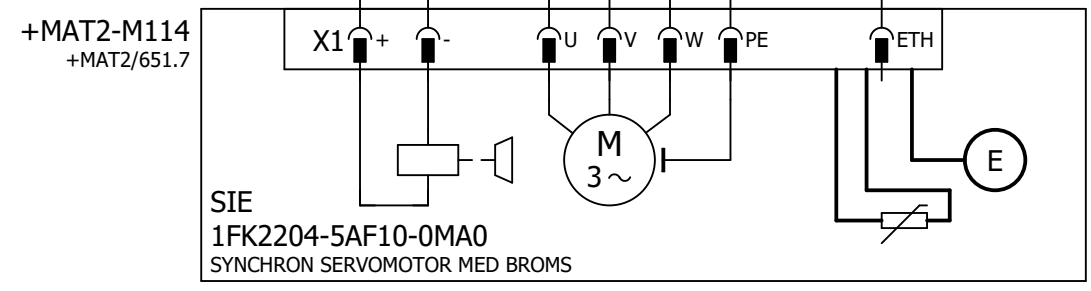 +MAT2-M114
+MAT2/651.7
X1 + - U V W PE ETH
M
3~
E
SIE
1FK2204-5AF10-0MA0
SYNCHRON SERVOMOTOR MED BROMS